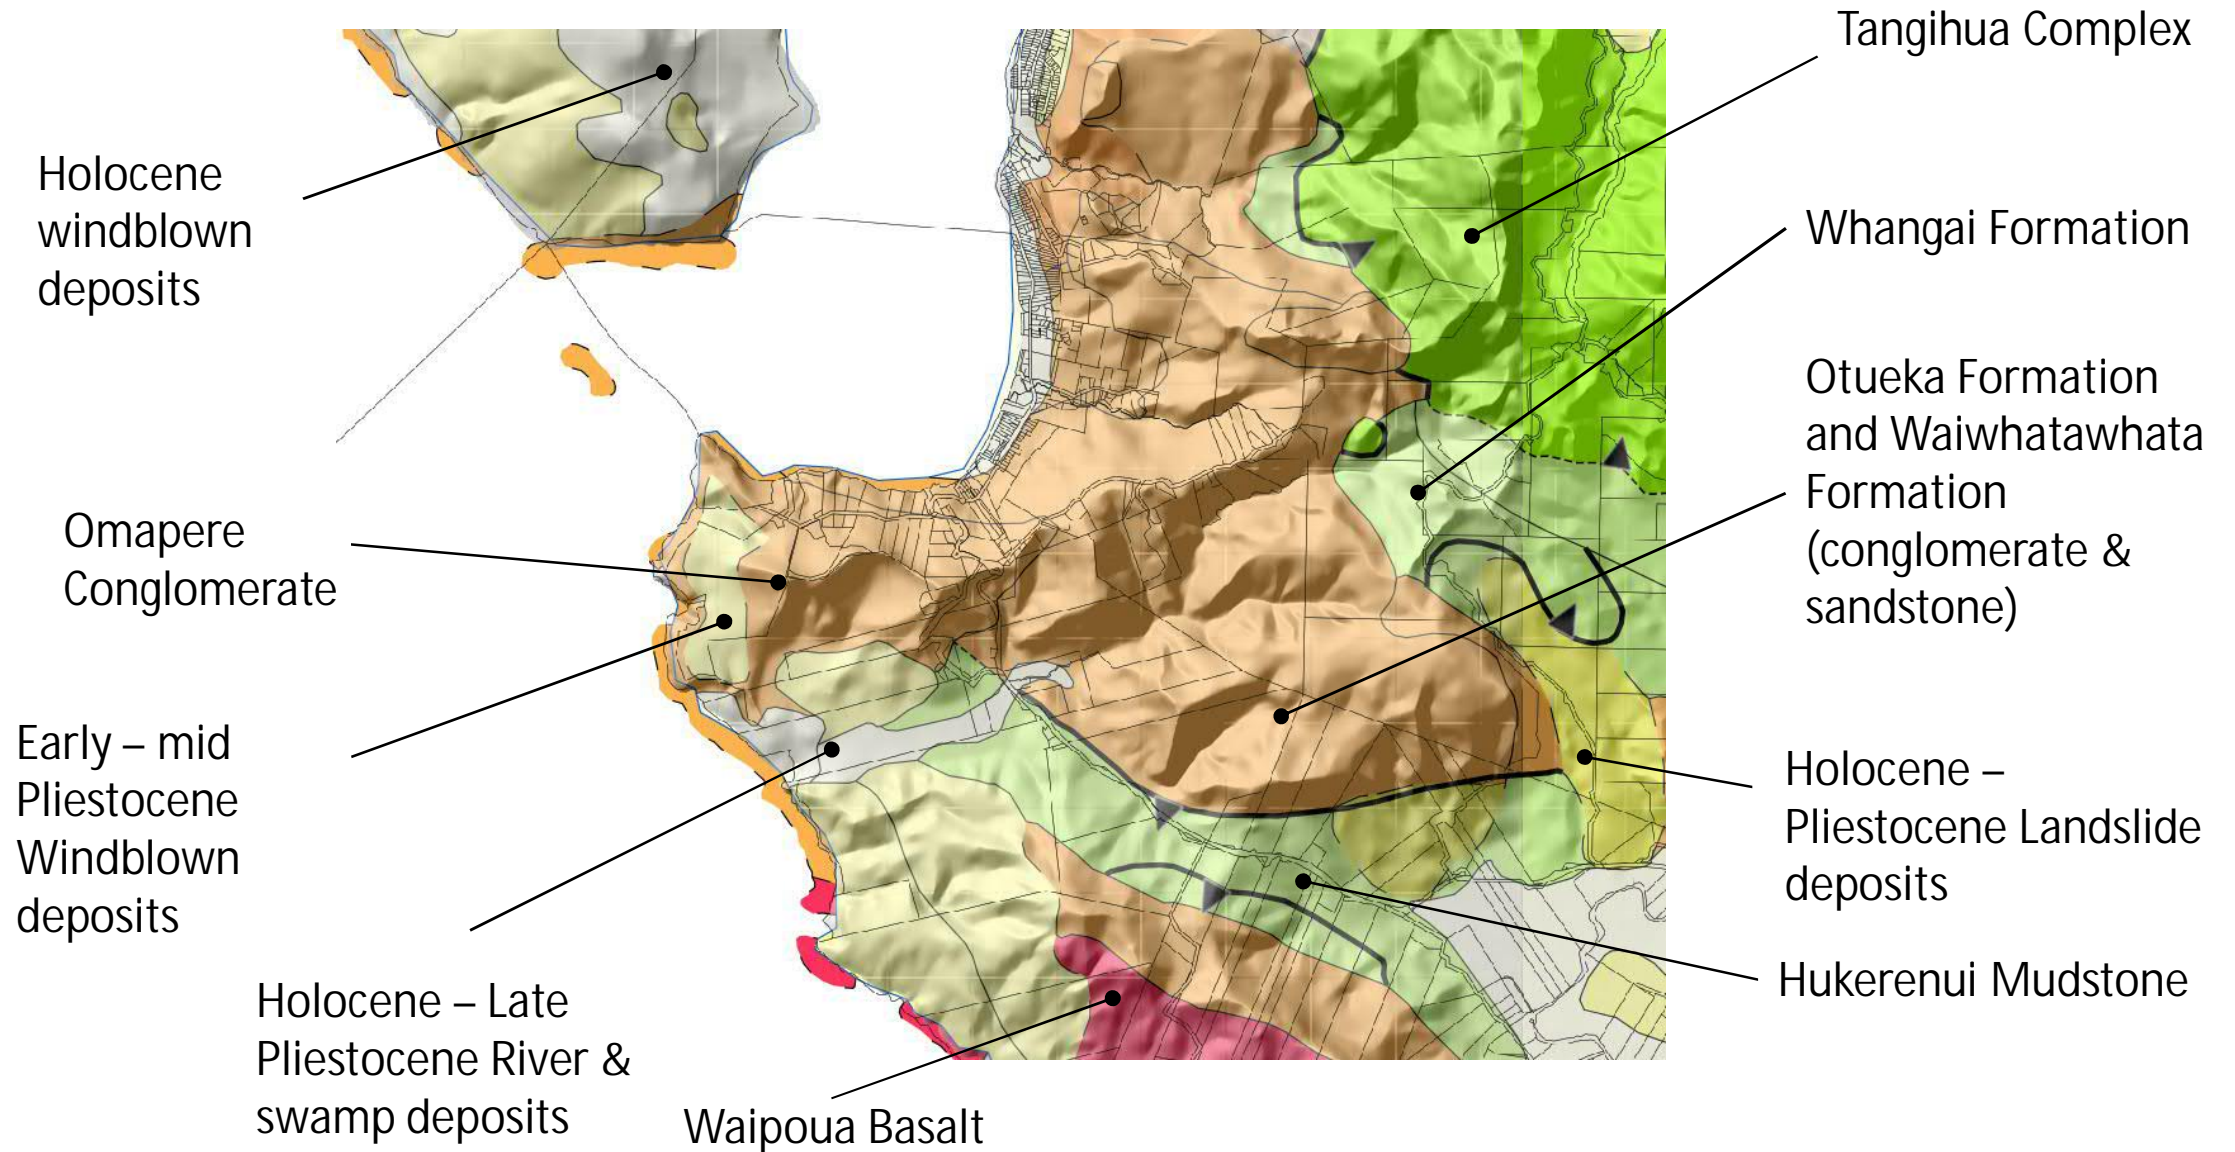 Tangihua Complex
Holocene
windblown
deposits
Whangai Formation
Otueka Formation
and Waiwhatawhata
Formation
(conglomerate &
sandstone)
Omapere
Conglomerate
Early – mid
Pliestocene
Windblown
deposits
Holocene –
Pliestocene Landslide
deposits
Hukerenui Mudstone
Holocene – Late
Pliestocene River &
swamp deposits
Waipoua Basalt